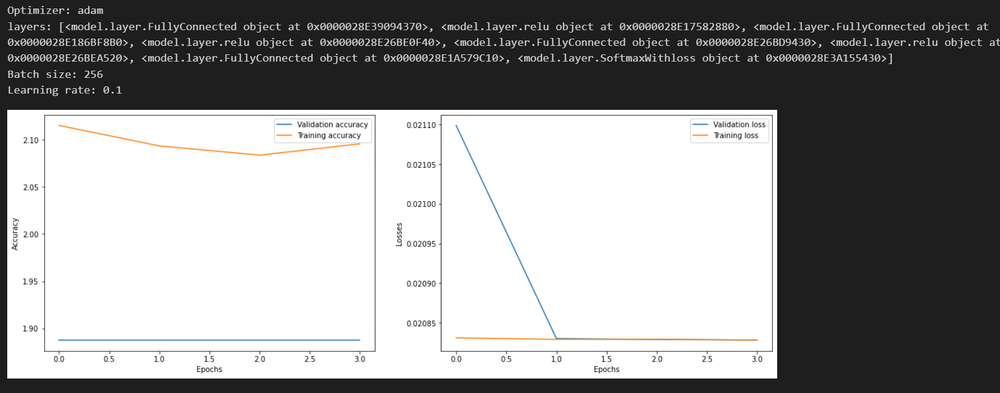 Optimizer: adam
layers: [<model.layer.FullyConnected object at 0x0000028E39094370>, <model.layer.relu object at 0x0000028E17582880>, <model.layer.FullyConnected object at
0x0000028E186BF8B0>, <model.layer.relu object at 0x0000028E26BE0F40>, <model.layer.FullyConnected object at 0x0000028E26BD9430>, <model.layer.relu object at
0x0000028E26BEA520>, <model.layer.FullyConnected object at 0x0000028E1A579C10>, <model.layer.SoftmaxWithloss object at 0x0000028E3A155430>]
Batch size: 256
Learning rate: 0.1
Validation accuracy
Training accuracy
2.10
2.05
2.00
1.95
1.90
Accuracy
0.0 0.5 1.0 1.5 2.0 2.5 3.0
Epochs
Validation loss
Training loss
0.02110
0.02105
0.02100
0.02095
0.02090
0.02085
Losses
0.0 0.5 1.0 1.5 2.0 2.5 3.0
Epochs